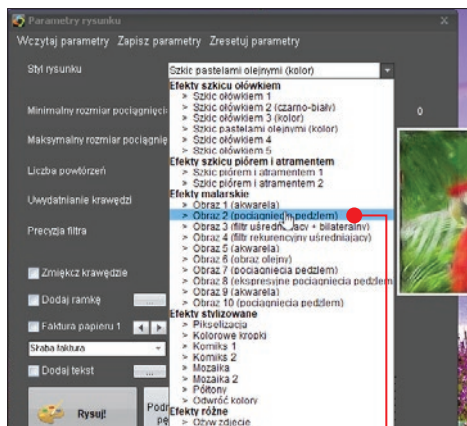 Parametry rysunku x
Wczytaj parametry Zapisz parametry Zresetuj parametry
Styl rysunku Szkic pastelami olejnymi (kolor)
Efekty szkicu ołówkiem
> Szkic ołówkiem 1
> Szkic ołówkiem 2 (czarno-biały)
Minimalny rozmiar pociągnięci 0
> Szkic ołówkiem 3 (kolor)
> Szkic pastelami olejnymi (kolor)
> Szkic ołówkiem 4
Maksymalny rozmiar pociągnię
> Szkic ołówkiem 5
Efekty szkicu piórem i atramentem
> Szkic piórem i atramentem 1
Liczba powtórzeń
> Szkic piórem i atramentem 2
Efekty malarskie
> Obraz 1 (akwarela)
Uwydatnianie krawędzi
> Obraz 2 (pociągnięcia pędzlem)
> Obraz 3 (filtr uśredniający + bilateralny)
Precyzja filtra
> Obraz 4 (filtr rekurencyjny uśredniający)
> Obraz 5 (akwarela)
> Obraz 6 (obraz olejny)
Zmiękcz krawędzie
> Obraz 7 (pociągnięcia pędzlem)
> Obraz 8 (ekspresyjne pociągnięcia pędzlem
> Obraz 9 (akwarela)
Dodaj ramkę ...
> Obraz 10 (pociągnięcia pędzlem)
Efekty stylizowane
Faktura papieru 1
> Pikselizacja
> Kolorowe kropki
Słaba faktura
> Komiks 1
> Komiks 2
> Mozaika
Dodaj tekst ...
> Mozaika 2
> Półtony
> Odwróć kolory
Rysuj! Podr
Efekty różne
pę
> Ożyw zdjęcie